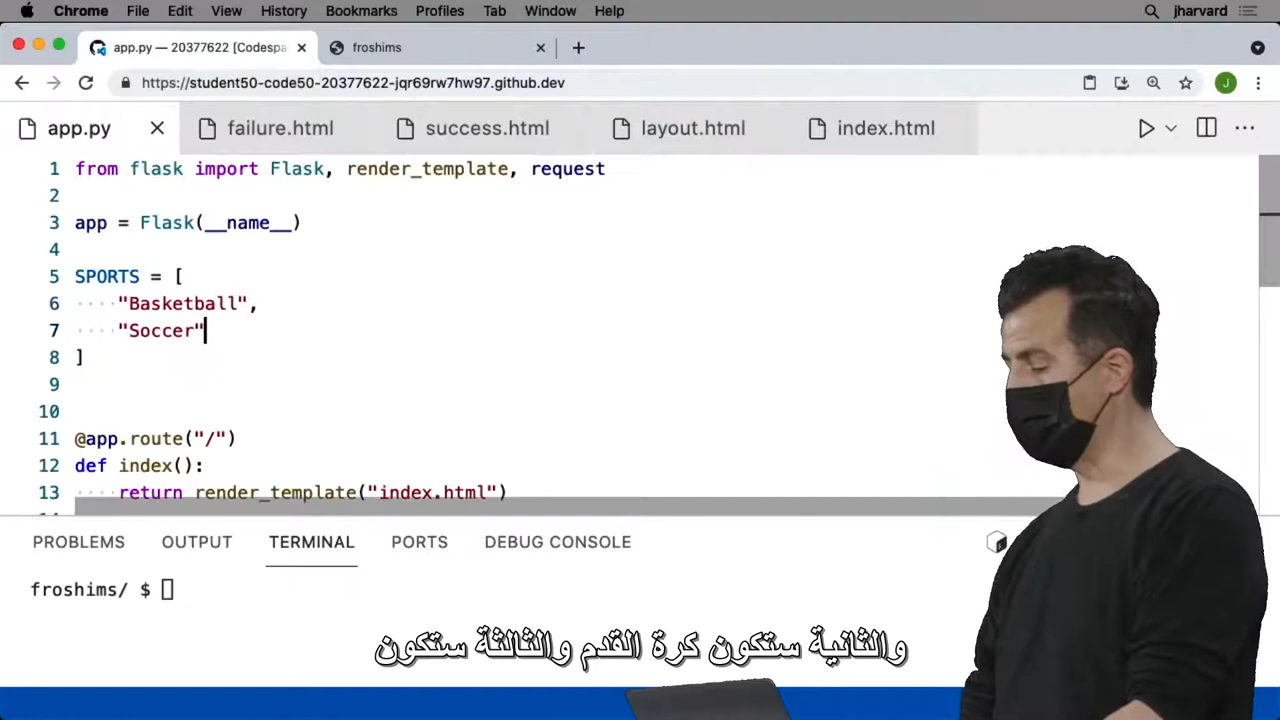 Chrome File Edit View History Bookmarks Profiles Tab Window Help jharvard
app.py — 20377622 [Codespa froshims
https://student50-code50-20377622-jqr69rw7hw97.github.dev J
app.py failure.html success.html layout.html index.html
1 from flask import Flask, render_template, request
2
3 app = Flask(__name__)
4
5 SPORTS = [
6 "Basketball",
7 "Soccer"
8 ]
9
10
11 @app.route("/")
12 def index():
13 return render_template("index.html")
PROBLEMS OUTPUT TERMINAL PORTS DEBUG CONSOLE
froshims/ $
والثانية ستكون كرة القدم والثالثة ستكون